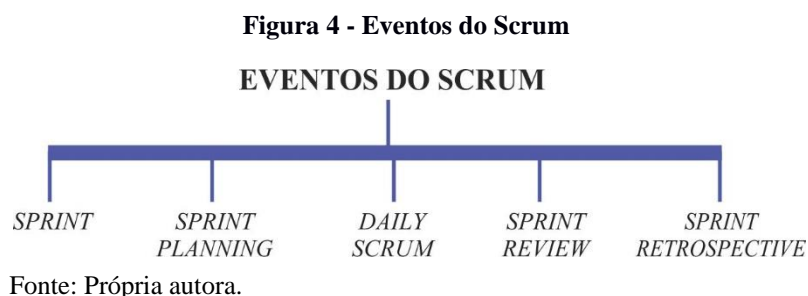 Figura 4 - Eventos do Scrum
EVENTOS DO SCRUM
SPRINT
SPRINT
PLANNING
DAILY
SCRUM
SPRINT
REVIEW
SPRINT
RETROSPECTIVE
Fonte: Própria autora.